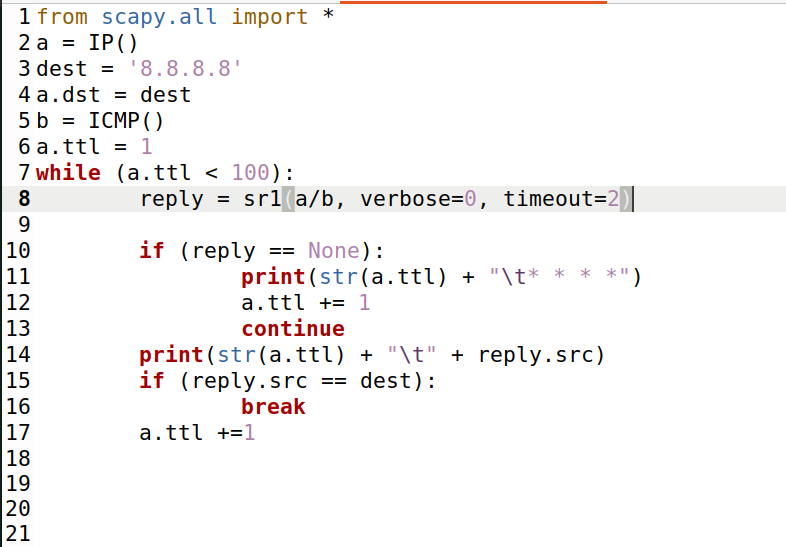 1 from scapy.all import *
2 a = IP()
3 dest = '8.8.8.8'
4 a.dst = dest
5 b = ICMP()
6 a.ttl = 1
7 while (a.ttl < 100):
8         reply = sr1(a/b, verbose=0, timeout=2)
9
10         if (reply == None):
11                 print(str(a.ttl) + "\t* * * *")
12                 a.ttl += 1
13                 continue
14         print(str(a.ttl) + "\t" + reply.src)
15         if (reply.src == dest):
16                 break
17         a.ttl +=1
18
19
20
21